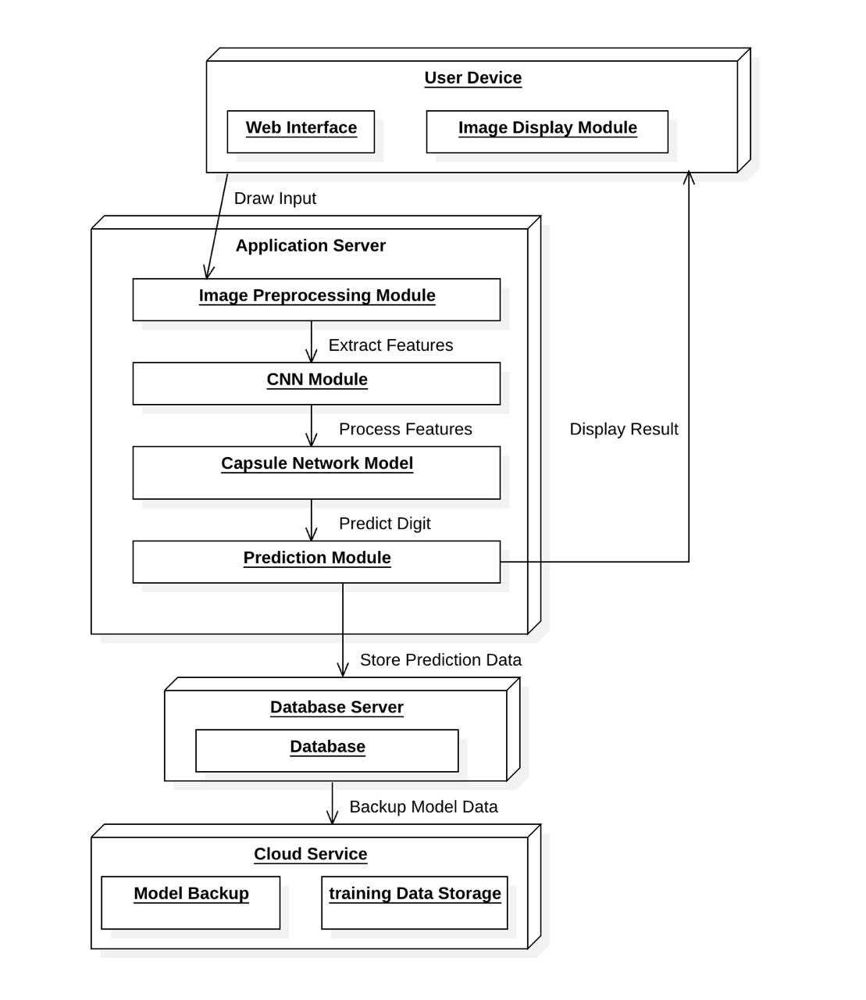 User Device
Web Interface
Image Display Module
Draw Input
Application Server
Image Preprocessing Module
Extract Features
CNN Module
Process Features
Display Result
Capsule Network Model
Predict Digit
Prediction Module
Store Prediction Data
Database Server
Database
Backup Model Data
Cloud Service
Model Backup
training Data Storage